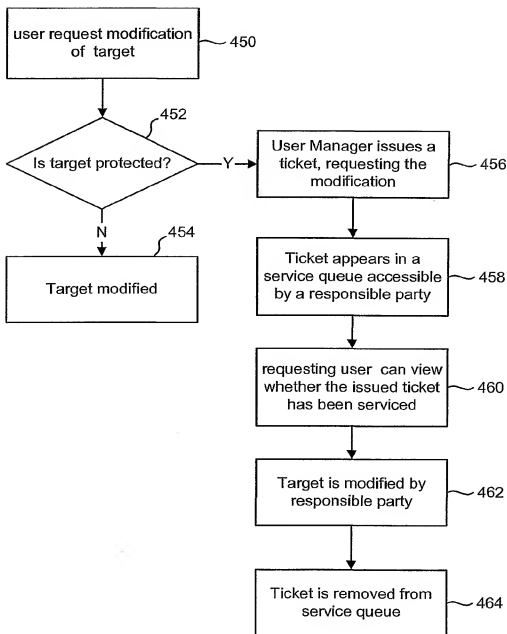 user request modification
of target
450
452
Is target protected?
Y
N
454
Target modified
User Manager issues a
ticket, requesting the
modification
456
Ticket appears in a
service queue accessible
by a responsible party
458
requesting user can view
whether the issued ticket
has been serviced
460
Target is modified by
responsible party
462
Ticket is removed from
service queue
464